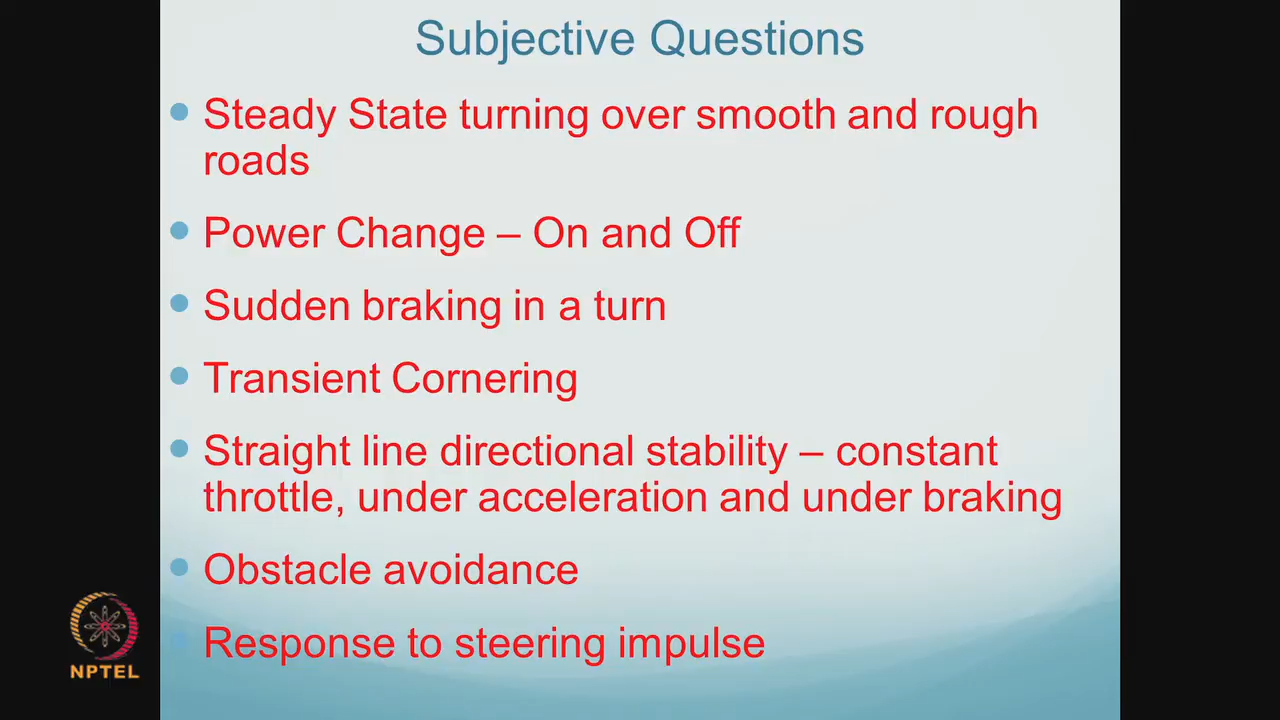 Subjective Questions
Steady State turning over smooth and rough
roads
Power Change – On and Off
Sudden braking in a turn
Transient Cornering
Straight line directional stability – constant
throttle, under acceleration and under braking
Obstacle avoidance
Response to steering impulse
NPTEL